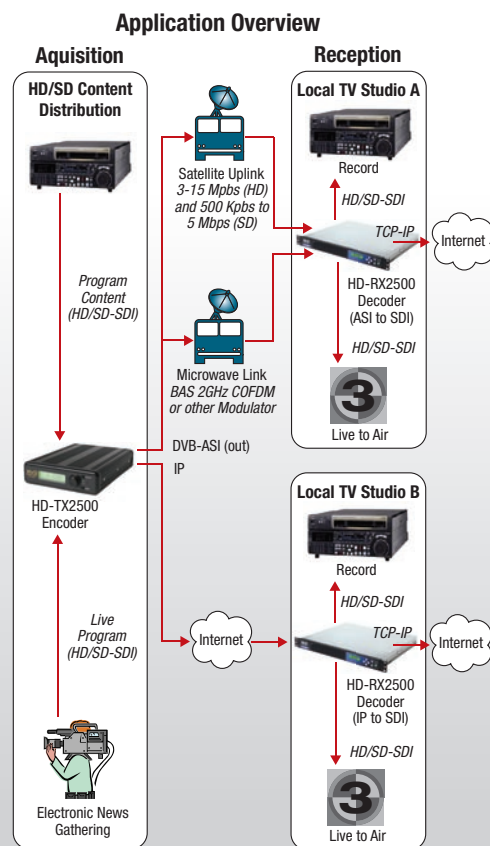 Application Overview
Aquisition
HD/SD Content
Distribution
Program
Content
(HD/SD-SDI)
HD-TX2500
Encoder
Live
Program
(HD/SD-SDI)
Electronic News
Gathering
Satellite Uplink
3-15 Mpbs (HD)
and 500 Kpbs to
5 Mbps (SD)
Microwave Link
BAS 2GHz COFDM
or other Modulator
DVB-ASI (out)
IP
Internet
Reception
Local TV Studio A
Record
HD/SD-SDI
TCP-IP
Internet
HD-RX2500
Decoder
(ASI to SDI)
HD/SD-SDI
3
Live to Air
Local TV Studio B
Record
HD/SD-SDI
TCP-IP
Internet
HD-RX2500
Decoder
(IP to SDI)
HD/SD-SDI
3
Live to Air